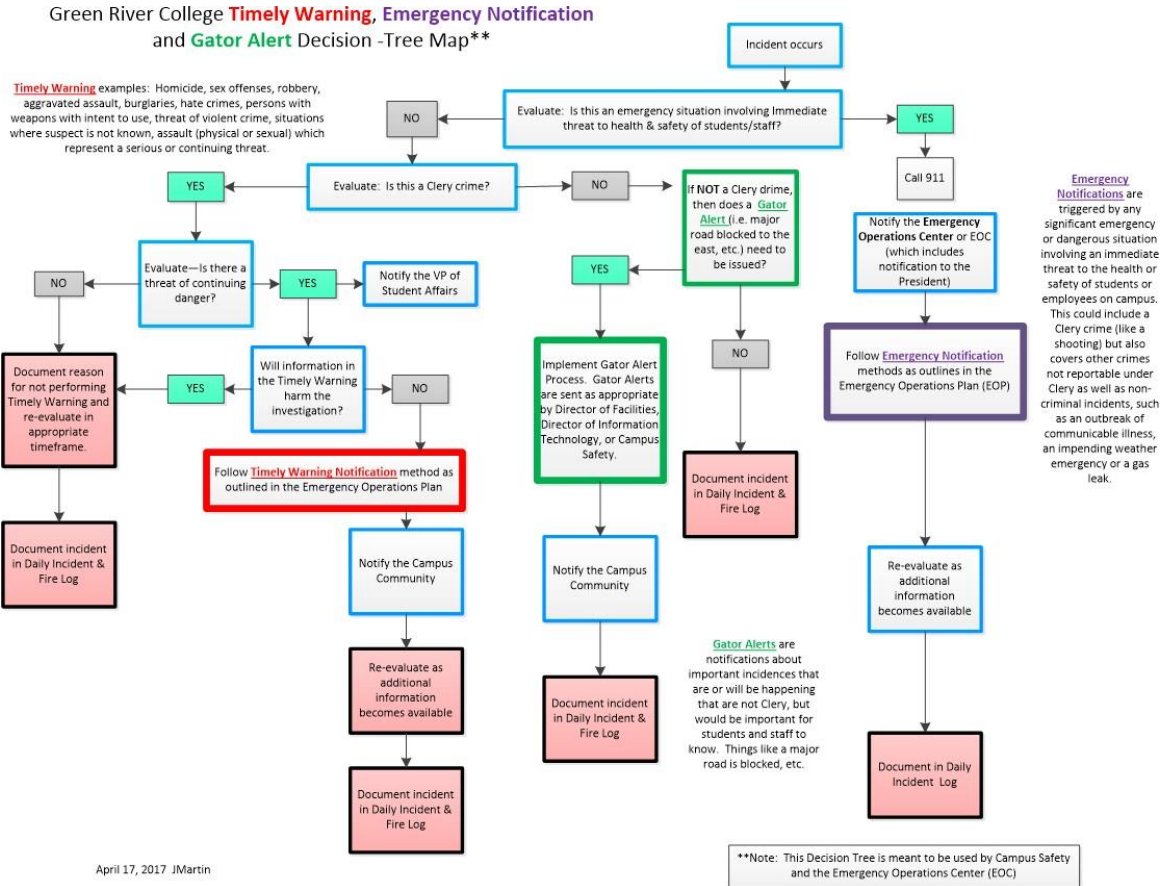 Green River College Timely Warning, Emergency Notification
and Gator Alert Decision -Tree Map**
Incident occurs
Timely Warning examples: Homicide, sex offenses, robbery,
aggravated assault, burglaries, hate crimes, persons with
weapons with intent to use, threat of violent crime, situations
where suspect is not known, assault (physical or sexual) which
represent a serious or continuing threat.
NO
Evaluate: Is this an emergency situation involving Immediate
threat to health & safety of students/staff?
YES
Call 911
YES
Evaluate: Is this a Clery crime?
NO
If NOT a Clery drime,
then does a Gator
Alert (i.e. major
road blocked to the
east, etc.) need to
be issued?
Notify the Emergency
Operations Center or EOC
(which includes
notification to the
President)
Emergency
Notifications are
triggered by any
significant emergency
or dangerous situation
involving an immediate
threat to the health or
safety of students or
employees on campus.
This could include a
Clery crime (like a
shooting) but also
covers other crimes
not reportable under
Clery as well as non-
criminal incidents, such
as an outbreak of
communicable illness,
an impending weather
emergency or a gas
leak.
NO
Evaluate—Is there a
threat of continuing
danger?
YES
Notify the VP of
Student Affairs
YES
NO
Document reason
for not performing
Timely Warning and
re-evaluate in
appropriate
timeframe.
YES
Will information in
the Timely Warning
harm the
investigation?
NO
Implement Gator Alert
Process. Gator Alerts
are sent as appropriate
by Director of Facilities,
Director of Information
Technology, or Campus
Safety.
Follow Emergency Notification
methods as outlines in the
Emergency Operations Plan (EOP)
Follow Timely Warning Notification method as
outlined in the Emergency Operations Plan
Document incident
in Daily Incident &
Fire Log
Document incident
in Daily Incident &
Fire Log
Notify the Campus
Community
Notify the Campus
Community
Re-evaluate as
additional
information
becomes available
Re-evaluate as
additional
information
becomes available
Document incident
in Daily Incident &
Fire Log
Gator Alerts are
notifications about
important incidences that
are or will be happening
that are not Clery, but
would be important for
students and staff to
know. Things like a major
road is blocked, etc.
Document in Daily
Incident Log
Document incident
in Daily Incident &
Fire Log
April 17, 2017 JMartin
**Note: This Decision Tree is meant to be used by Campus Safety
and the Emergency Operations Center (EOC)